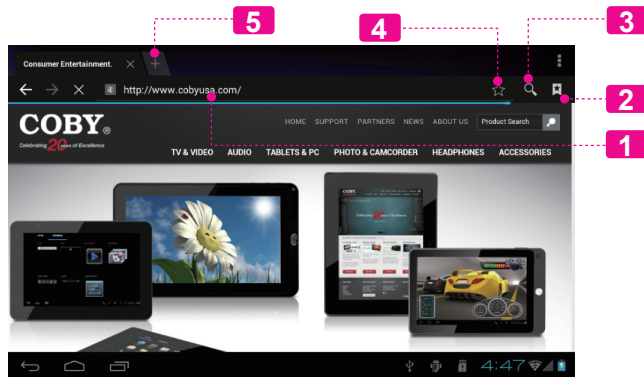 5
4
3
Consumer Entertainment.
http://www.cobyusa.com/
2
COBY®
Celebrating 20 Years of Excellence
HOME SUPPORT PARTNERS NEWS ABOUT US Product Search
1
TV & VIDEO AUDIO TABLETS & PC PHOTO & CAMCORDER HEADPHONES ACCESSORIES
COBY
4:47